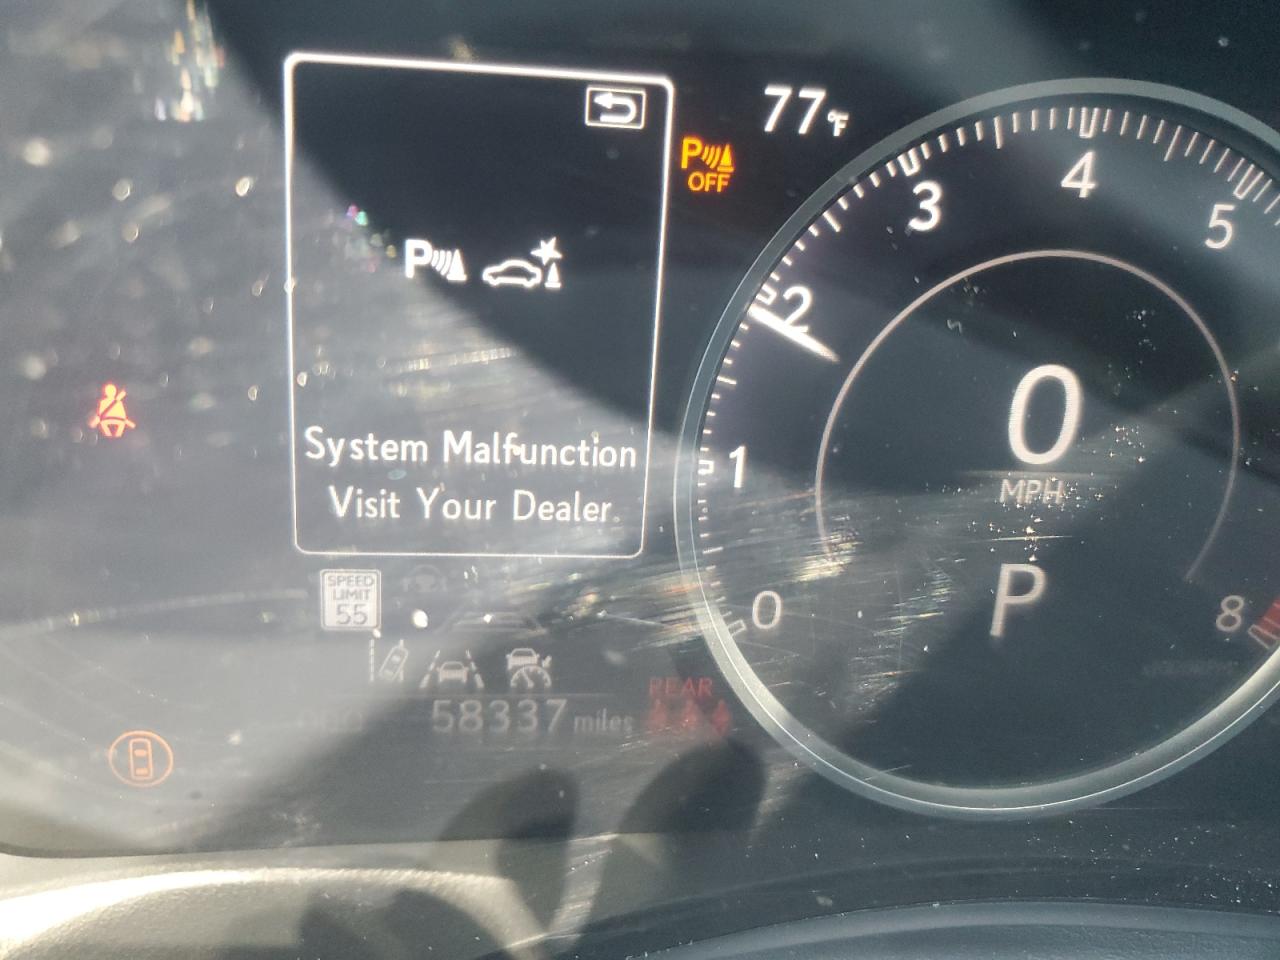 77°F
P
OFF
P
System Malfunction
Visit Your Dealer.
SPEED
LIMIT
55
58337 miles
REAR
0
1
2
3
4
5
8
0
MPH
P